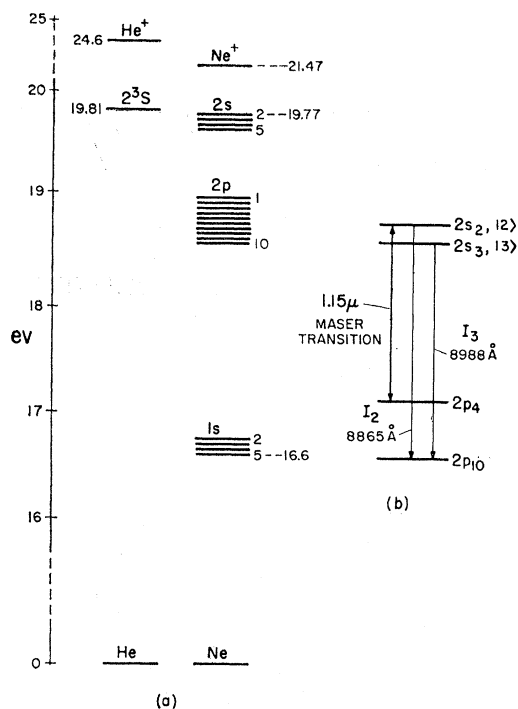 25
He⁺
24.6
Ne⁺
21.47
20
2³S
19.81
2s
2 19.77
5
19
2p
1
10
18
ev
17
1s
2
5 16.6
16
0
He
Ne
(a)
2s₂, |2⟩
2s₃, |3⟩
1.15μ
MASER
TRANSITION
I₃
8988Å
2p₄
I₂
8865Å
2p₁₀
(b)